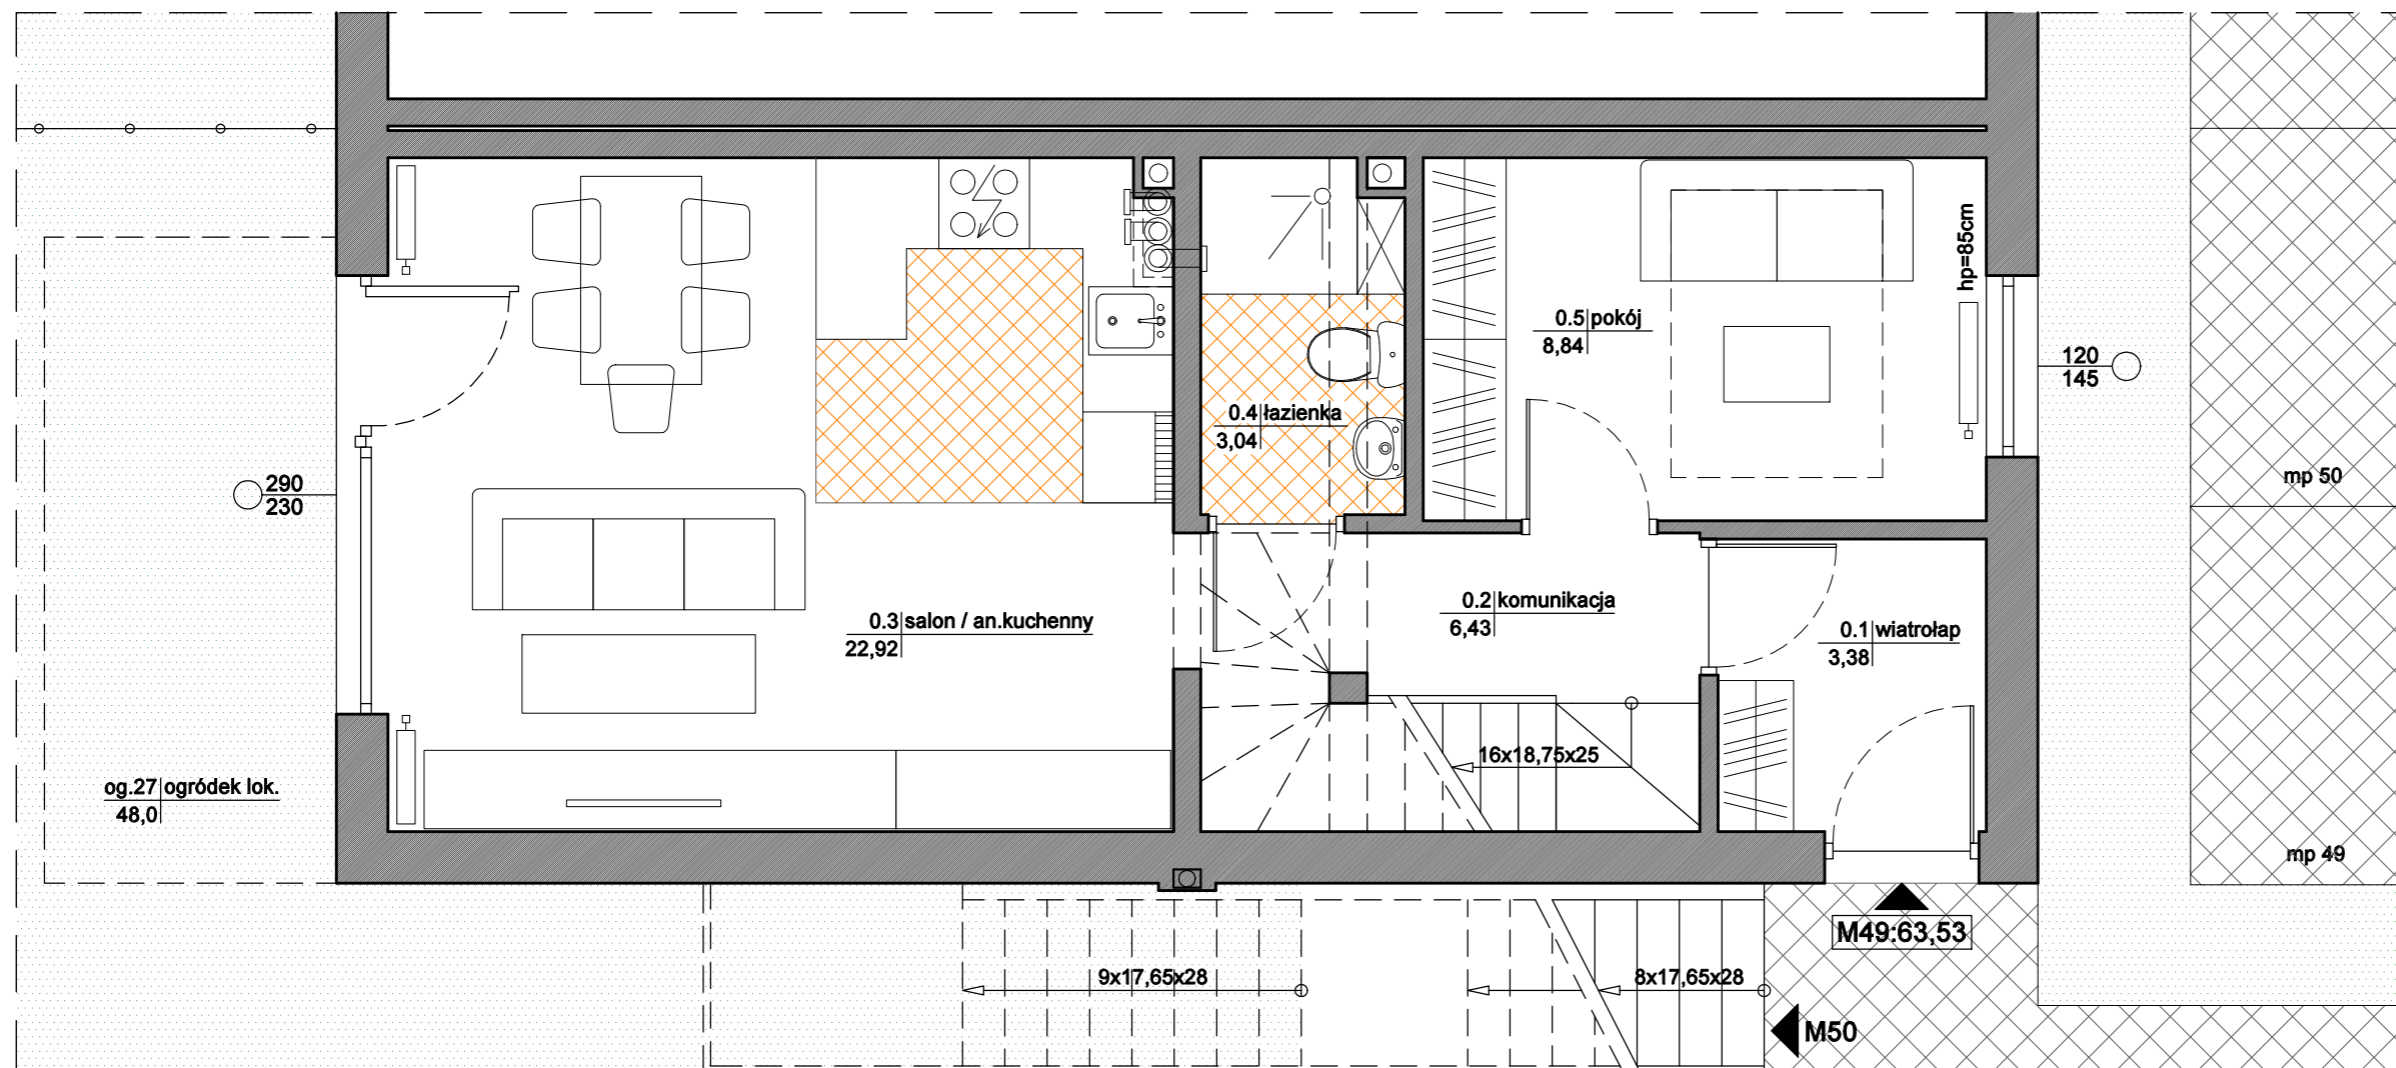 hp=85cm
0.5 pokój
8,84
120
145
0.4 łazienka
3,04
290
230
mp 50
0.3 salon / an.kuchenny
22,92
0.2 komunikacja
6,43
0.1 wiatrołap
3,38
16x18,75x25
og.27 ogródek lok.
48,0
mp 49
M49:63,53
9x17,65x28
8x17,65x28
M50